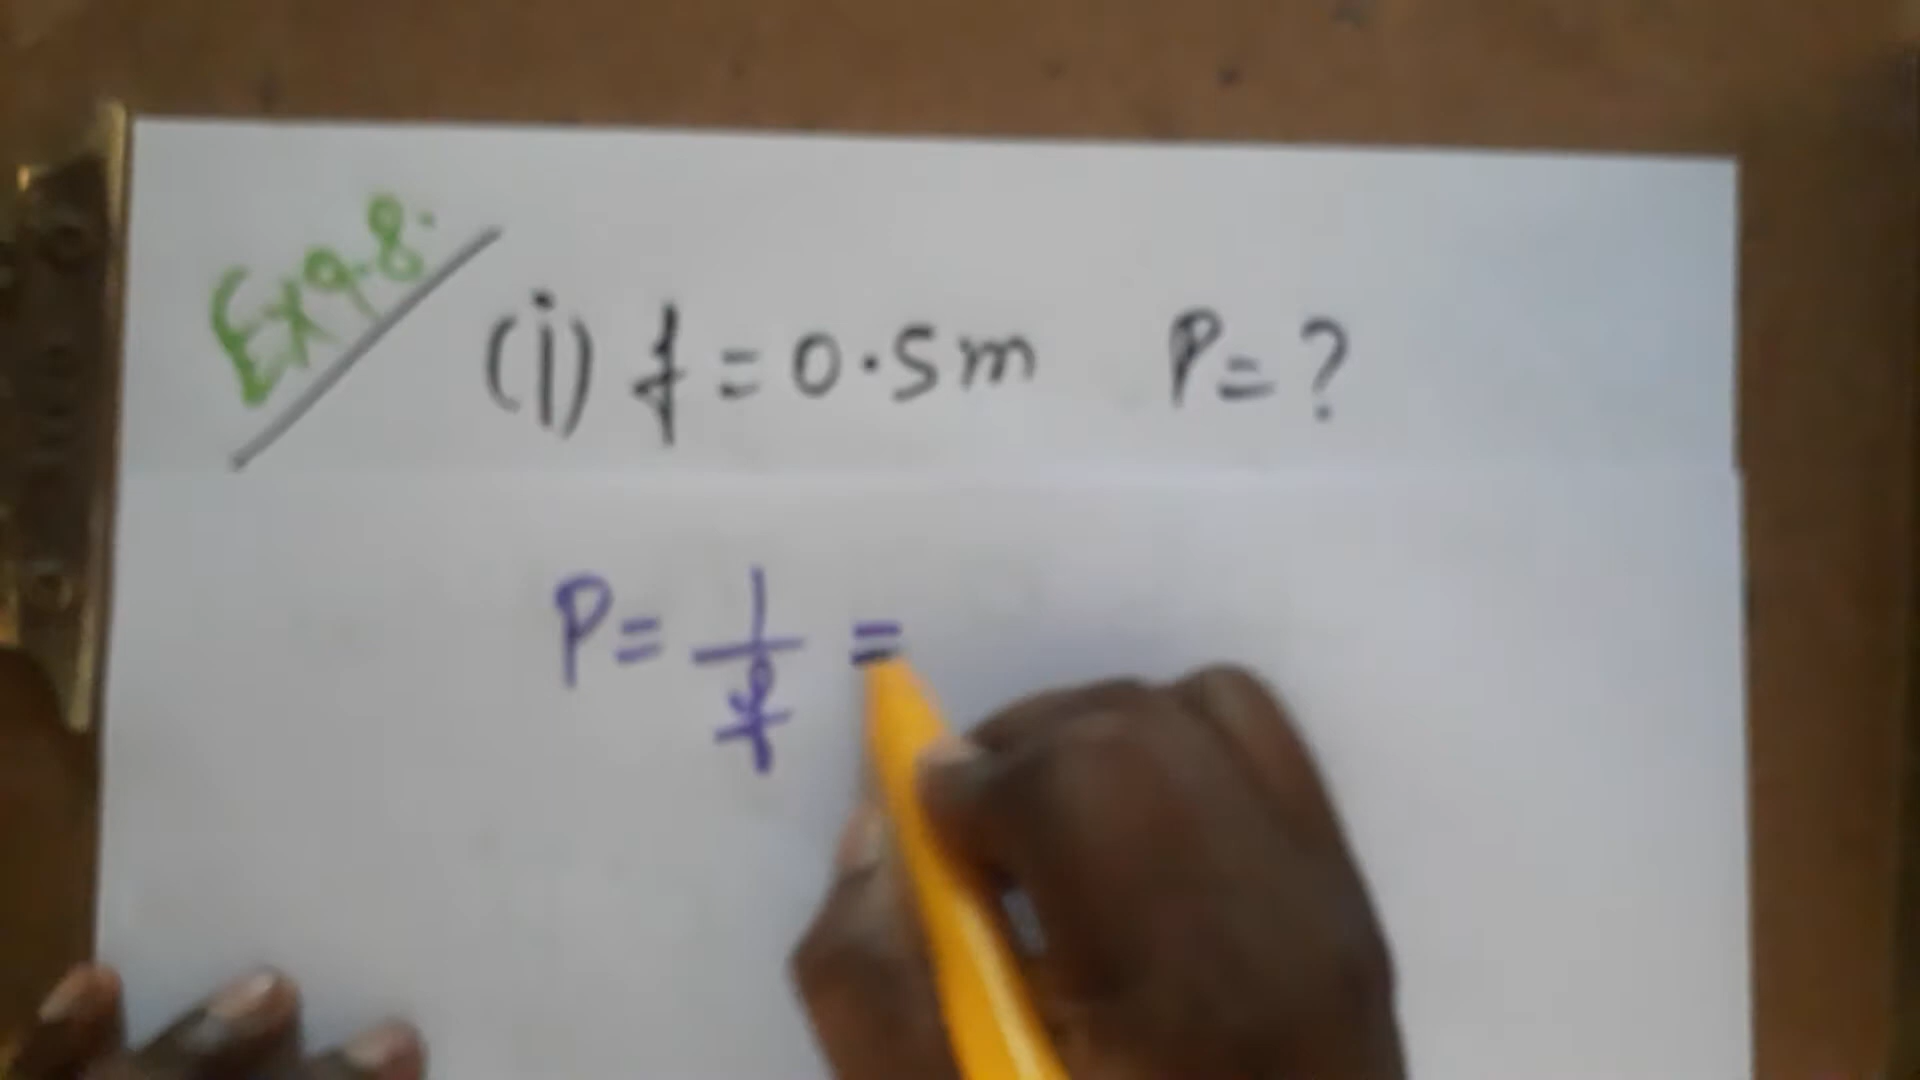 Ex 9.8.
(i) f = 0.5m P = ?
P = 1/f =